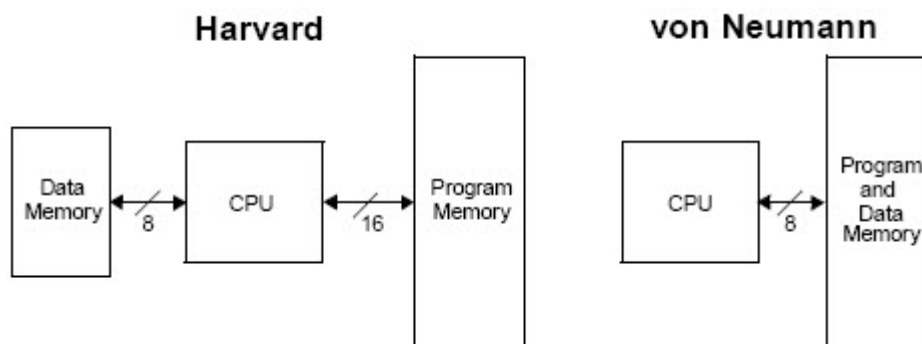 Harvard
von Neumann
Data
Memory
8
CPU
16
Program
Memory
CPU
8
Program
and
Data
Memory